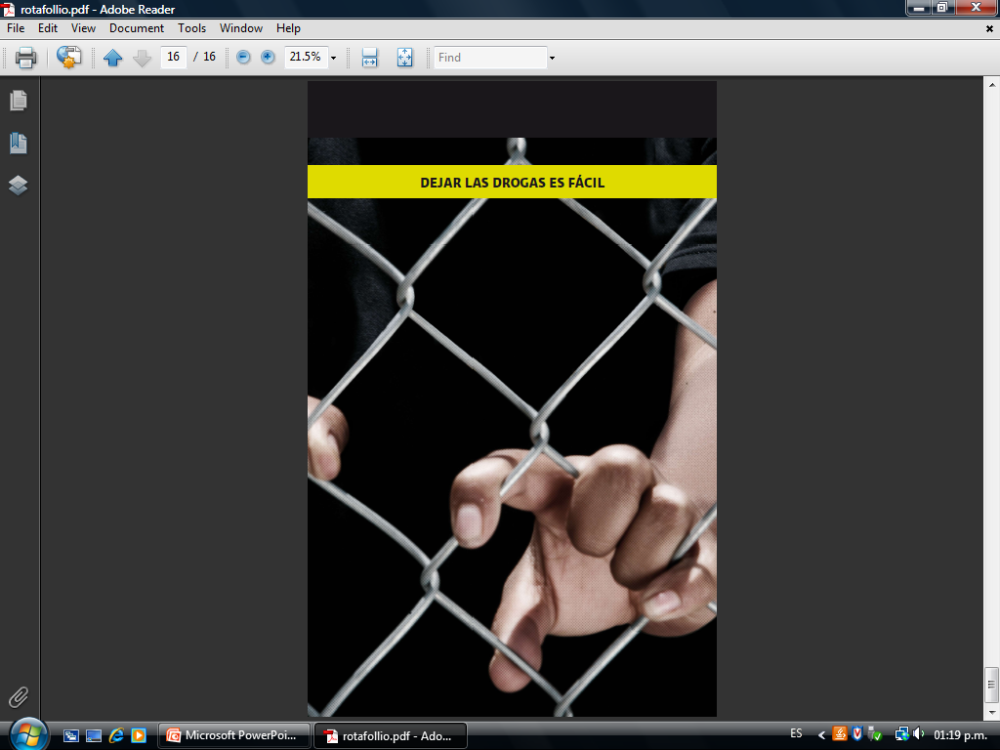 rotafollio.pdf - Adobe Reader
File Edit View Document Tools Window Help
16 / 16 21.5% Find
DEJAR LAS DROGAS ES FÁCIL
Microsoft PowerPoi... rotafollio.pdf - Ado... ES 01:19 p.m.